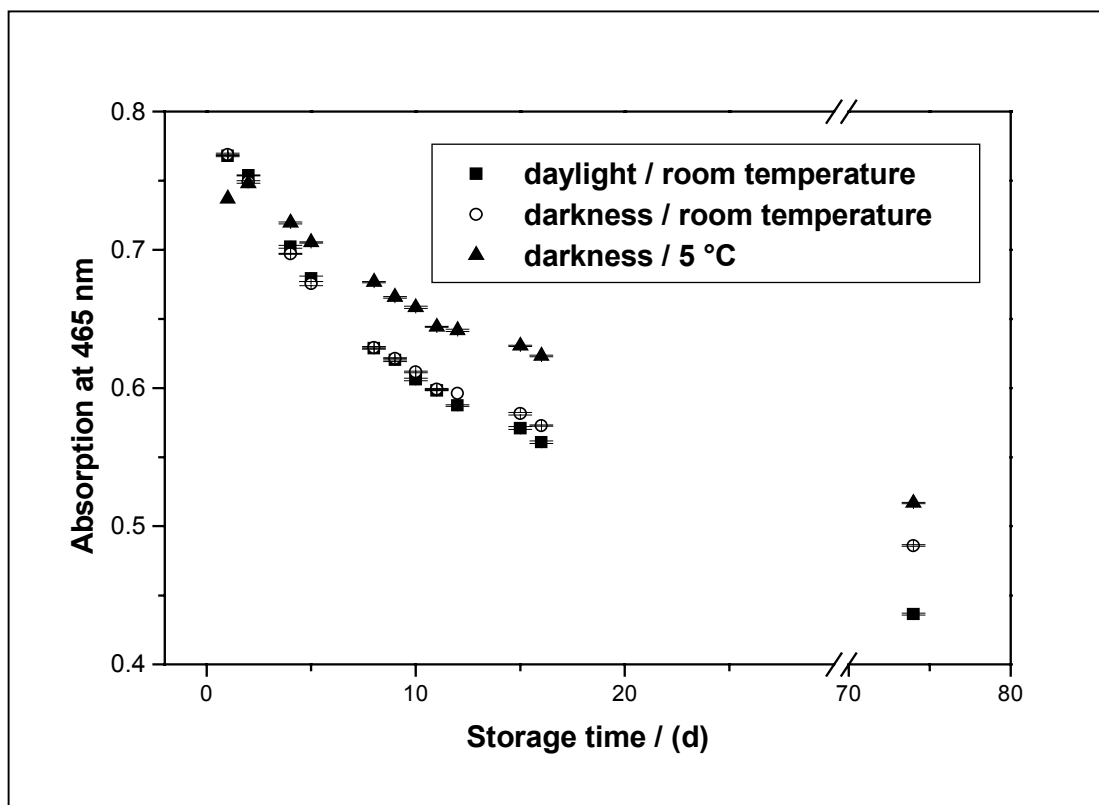 0.8
0.7
0.6
0.5
0.4
Absorption at 465 nm
daylight / room temperature
darkness / room temperature
darkness / 5 °C
0
10
20
70
80
Storage time / (d)